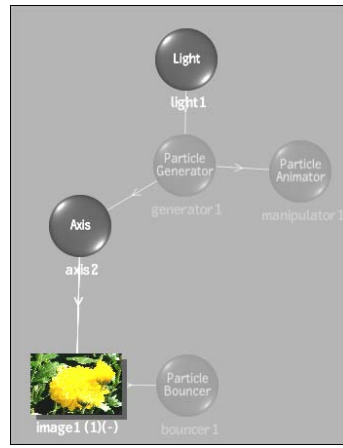 Light
light1
Particle
Generator
generator1
Particle
Animator
manipulator1
Axis
axis2
image1 (1)(-)
Particle
Bouncer
bouncer1